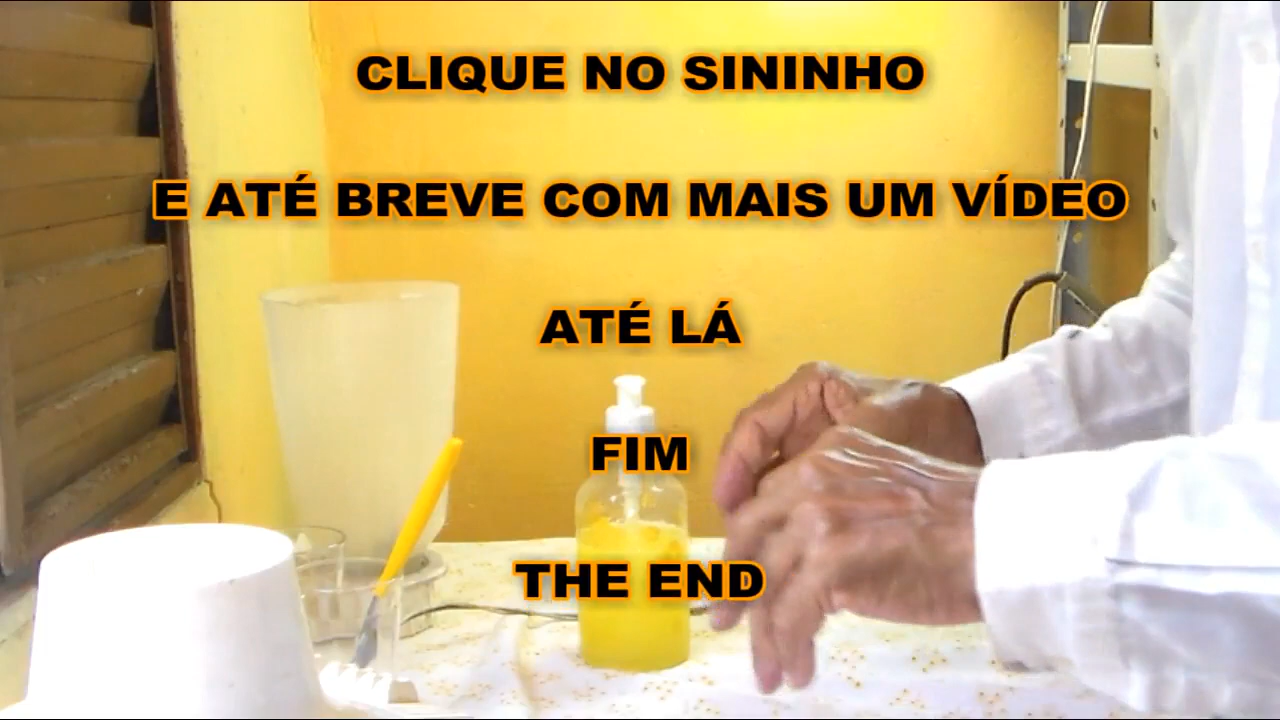 CLIQUE NO SININHO
E ATÉ BREVE COM MAIS UM VÍDEO
ATÉ LÁ
FIM
THE END